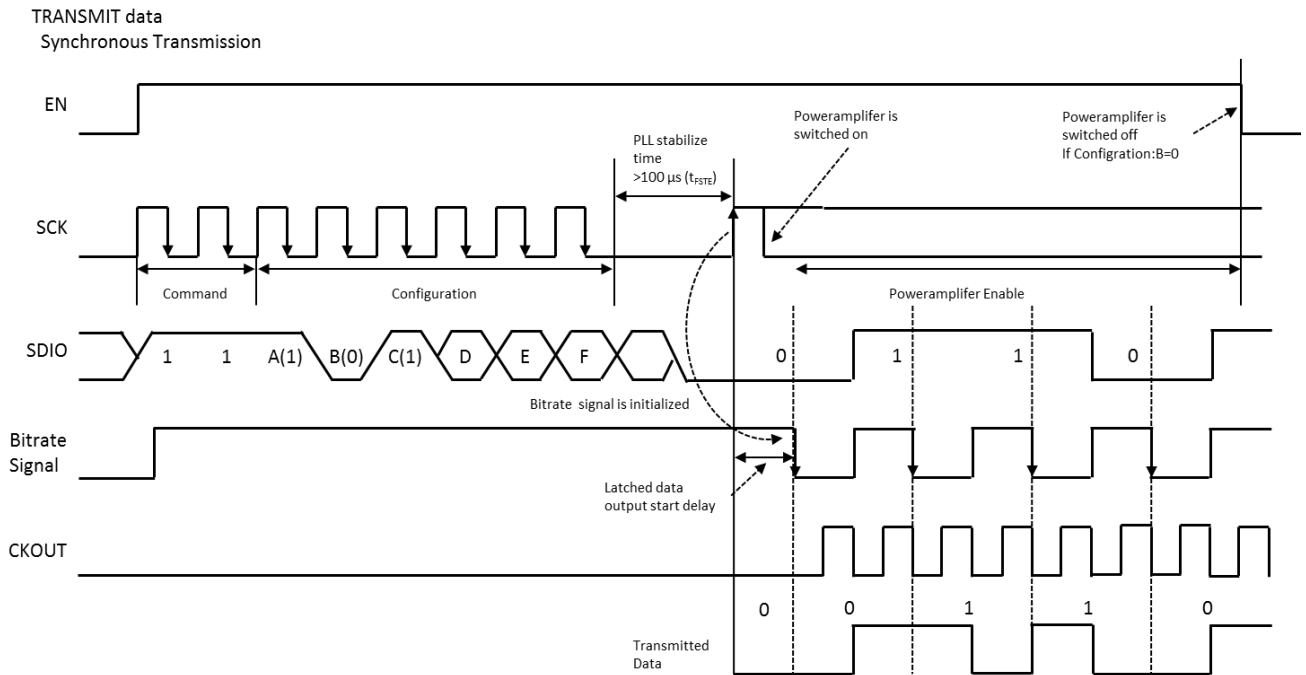 TRANSMIT data
Synchronous Transmission
EN
Poweramplifer is
switched on
Poweramplifer is
switched off
If Configration:B=0
PLL stabilize
time
>100 μs (tFSTE)
SCK
Command
Configuration
Poweramplifer Enable
SDIO
1 1 A(1) B(0) C(1) D E F 0 1 1 0
Bitrate signal is initialized
Bitrate
Signal
Latched data
output start delay
CKOUT
0 0 1 1 0
Transmitted
Data